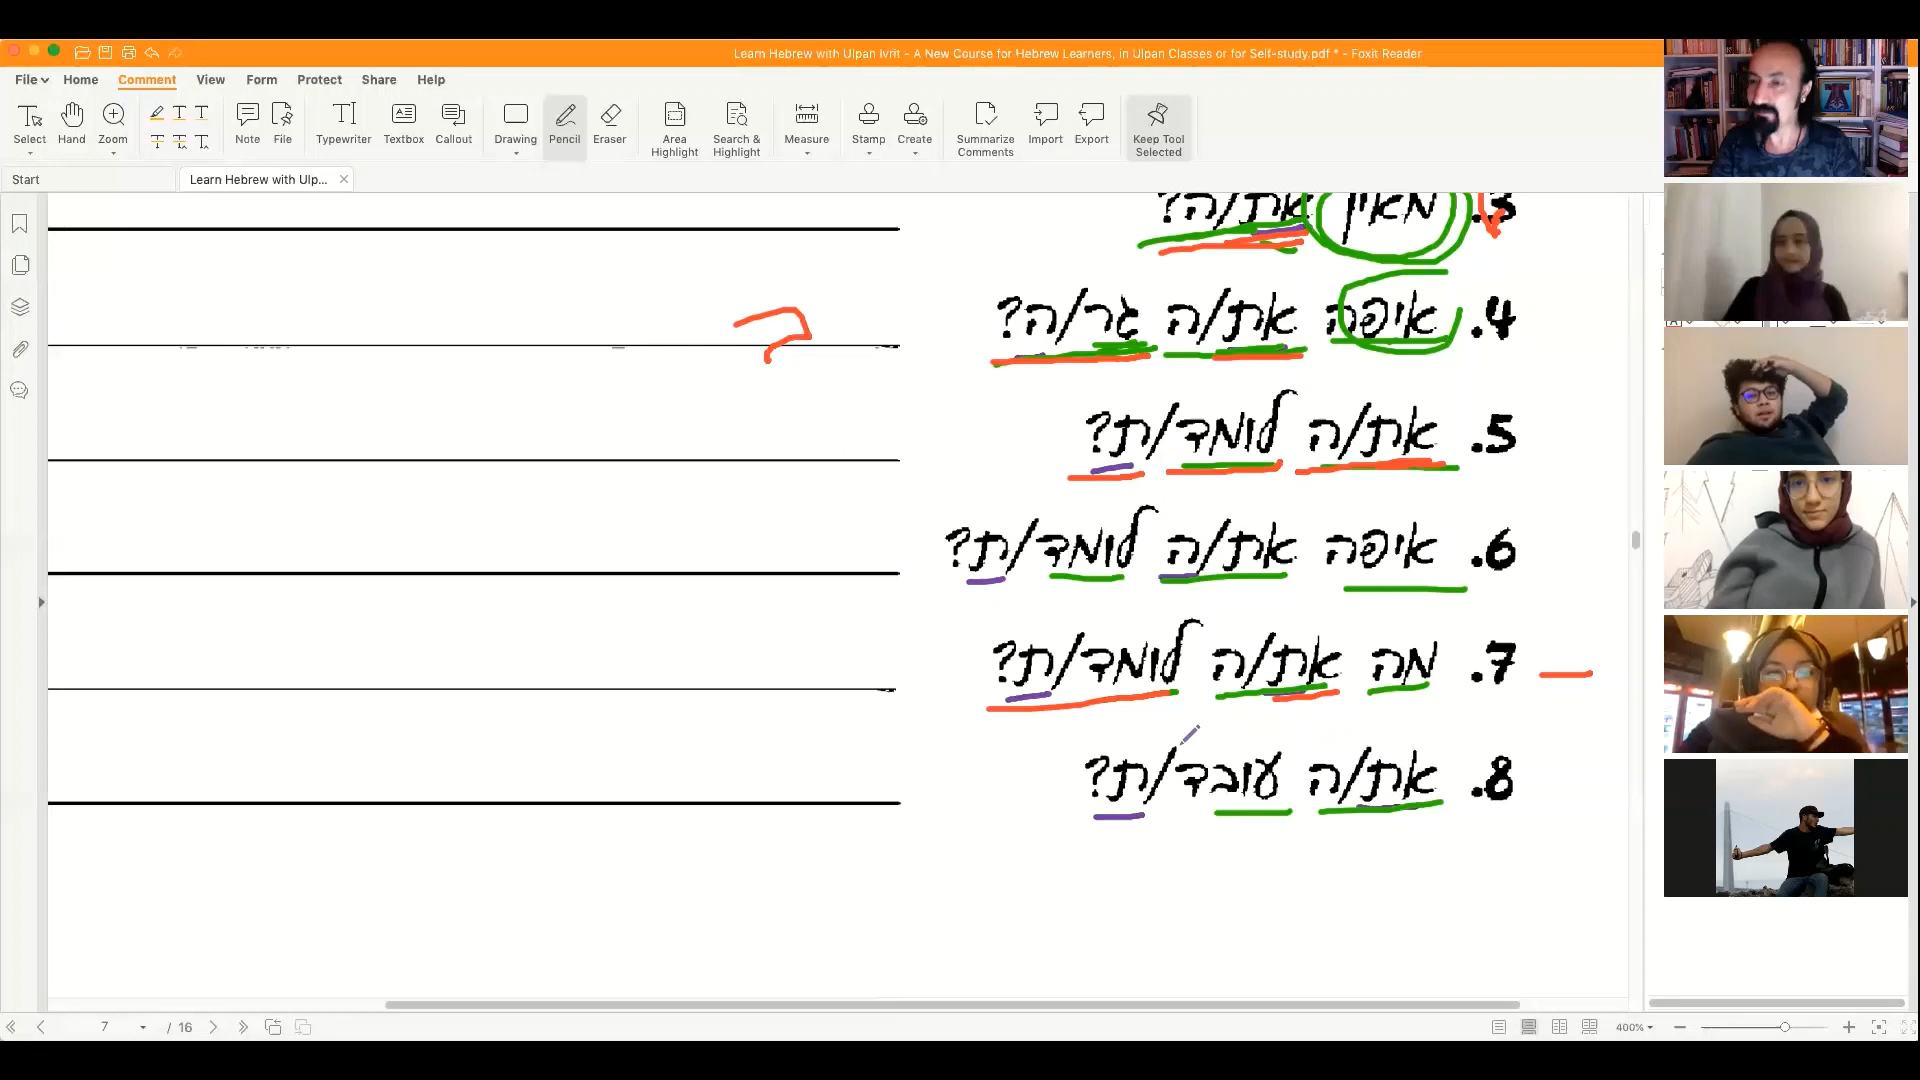 Learn Hebrew with Ulpan Ivrit - A New Course for Hebrew Learners, in Ulpan Classes or for Self-study.pdf * - Foxit Reader
File Home Comment View Form Protect Share Help
Select Hand Zoom Note File Typewriter Textbox Callout Drawing Pencil Eraser Area Highlight Search & Highlight Measure Stamp Create Summarize Comments Import Export Keep Tool Selected
Start Learn Hebrew with Ulp...
3. מאין את/ה?
4. איפה את/ה גר/ה?
5. את/ה לומד/ת?
6. איפה את/ה לומד/ת?
7. מה את/ה לומד/ת?
8. את/ה עובד/ת?
7 / 16 400%